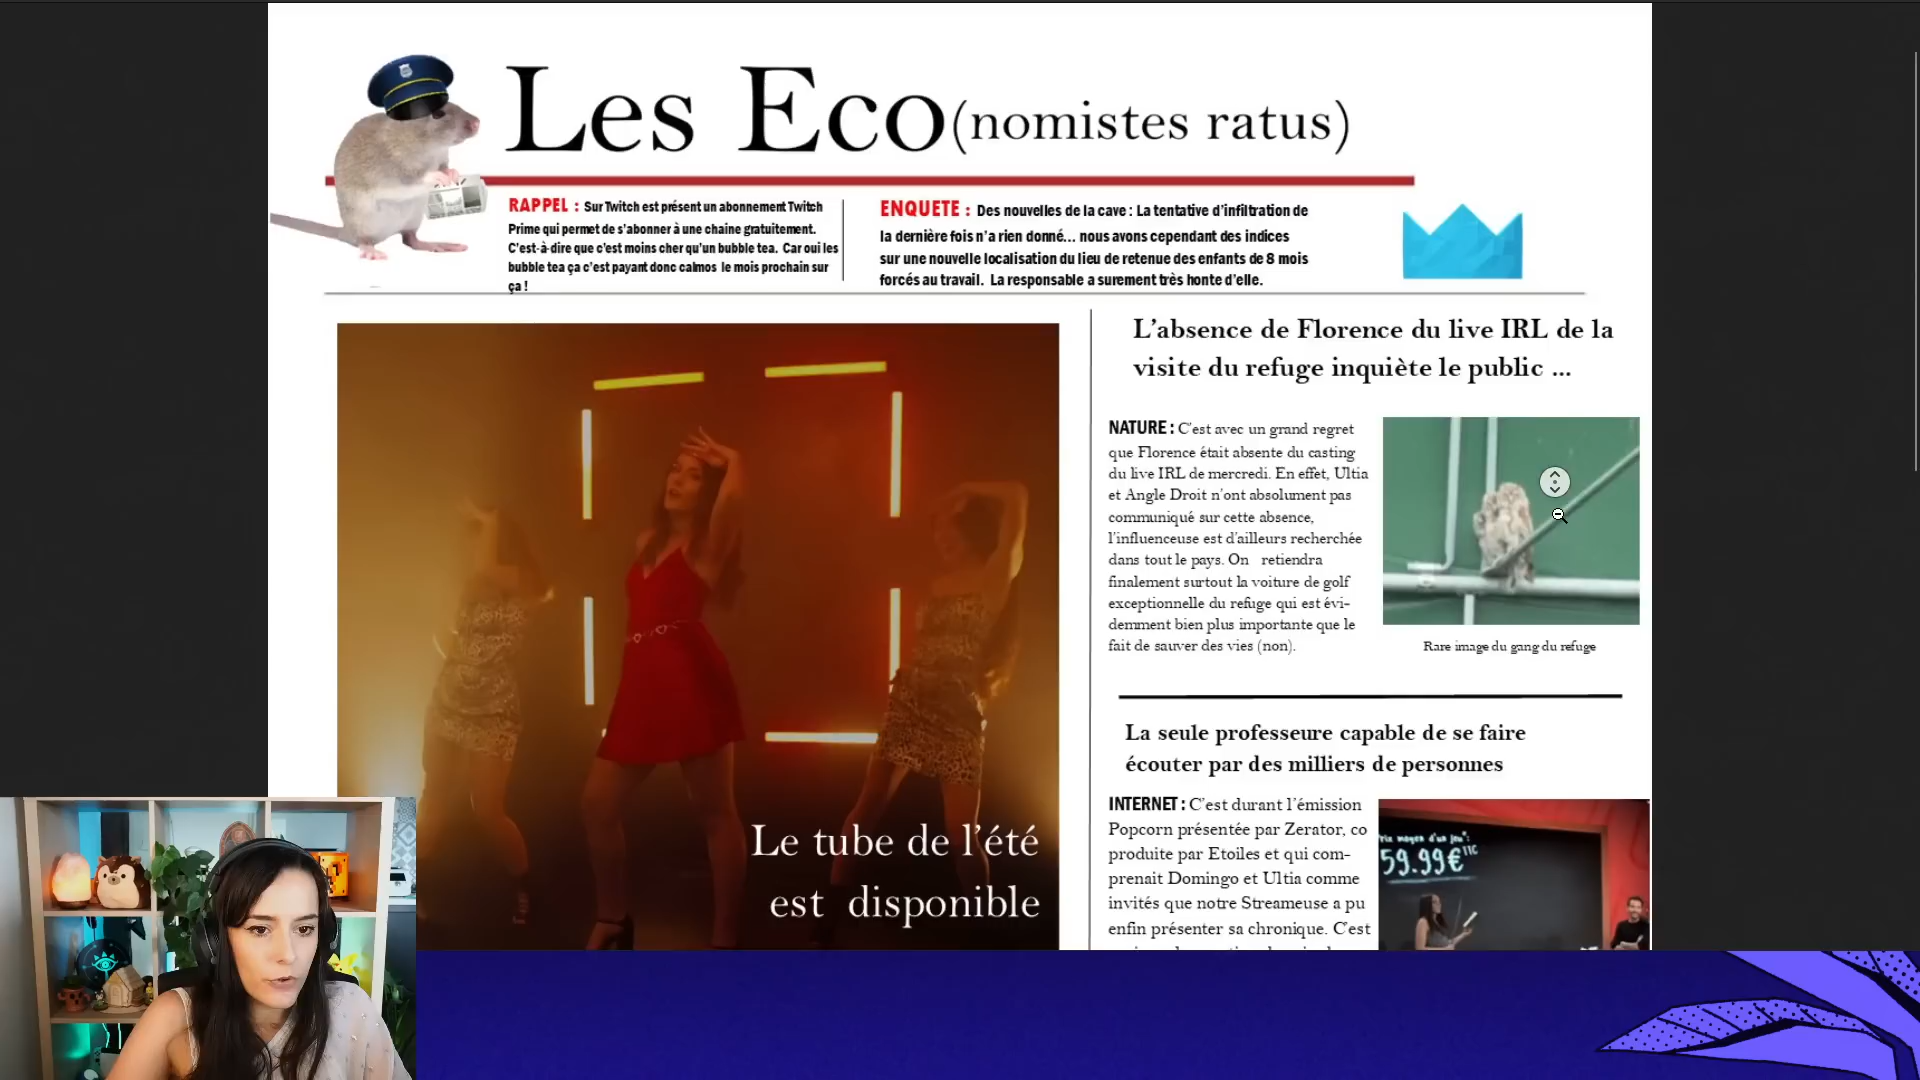 Les Eco(nomistes ratus)
RAPPEL : Sur Twitch est présent un abonnement Twitch
Prime qui permet de s'abonner à une chaine gratuitement.
C'est-à-dire que c'est moins cher qu'un bubble tea. Car oui les
bubble tea ça c'est payant donc calmos le mois prochain sur
ça !
ENQUETE : Des nouvelles de la cave : La tentative d'infiltration de
la dernière fois n'a rien donné... nous avons cependant des indices
sur une nouvelle localisation du lieu de retenue des enfants de 8 mois
forcés au travail. La responsable a surement très honte d'elle.
Le tube de l'été
est disponible
L'absence de Florence du live IRL de la
visite du refuge inquiète le public ...
NATURE : C'est avec un grand regret
que Florence était absente du casting
du live IRL de mercredi. En effet, Ultia
et Angle Droit n'ont absolument pas
communiqué sur cette absence,
l'influenceuse est d'ailleurs recherchée
dans tout le pays. On retiendra
finalement surtout la voiture de golf
exceptionnelle du refuge qui est évi-
demment bien plus importante que le
fait de sauver des vies (non).
Rare image du gang du refuge
La seule professeure capable de se faire
écouter par des milliers de personnes
INTERNET : C'est durant l'émission
Popcorn présentée par Zerator, co
produite par Etoiles et qui com-
prenait Domingo et Ultia comme
invités que notre Streameuse a pu
enfin présenter sa chronique. C'est
Prix moyen d'un jeu*:
59.99€TTC